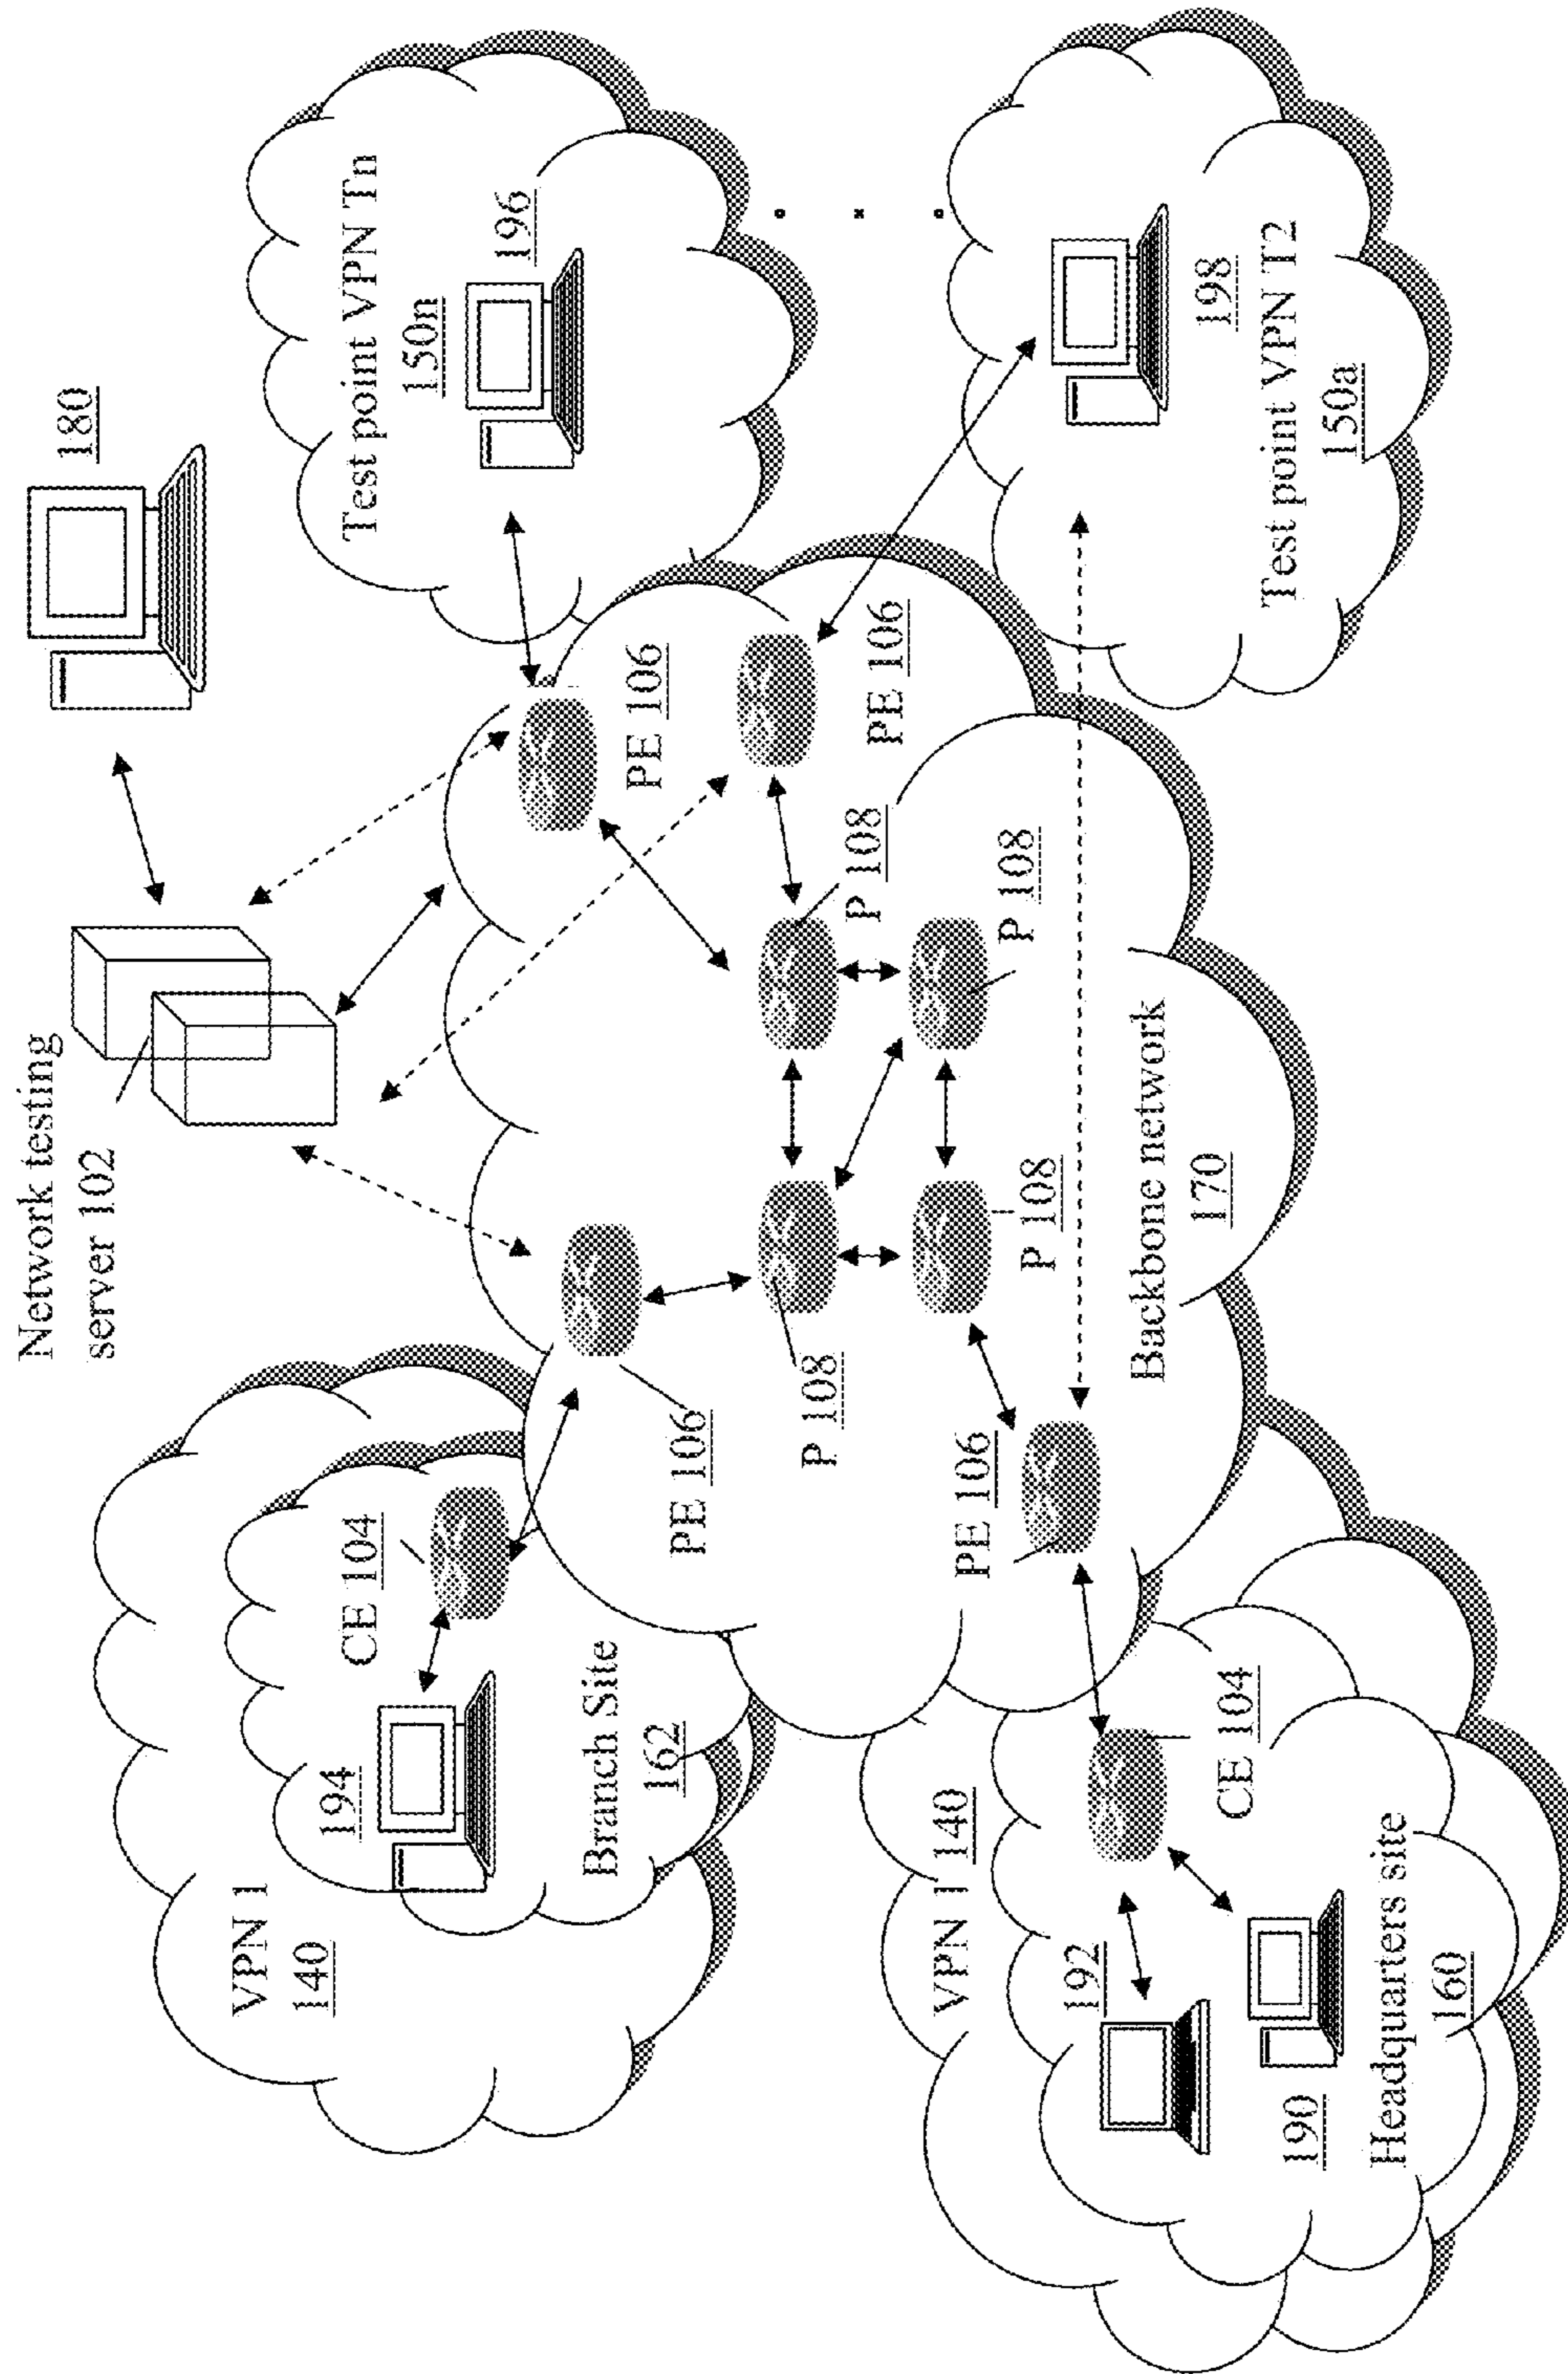 Network testing
server 102
180
VPN 1
140
194
CE 104
Branch Site
162
PE 106
PE 106
Test point VPN Tn
150n
196
P 108
P 108
PE 106
P 108
P 108
PE 106
VPN 1 140
192
190
CE 104
Headquarters site
160
Backbone network
170
198
Test point VPN T2
150a